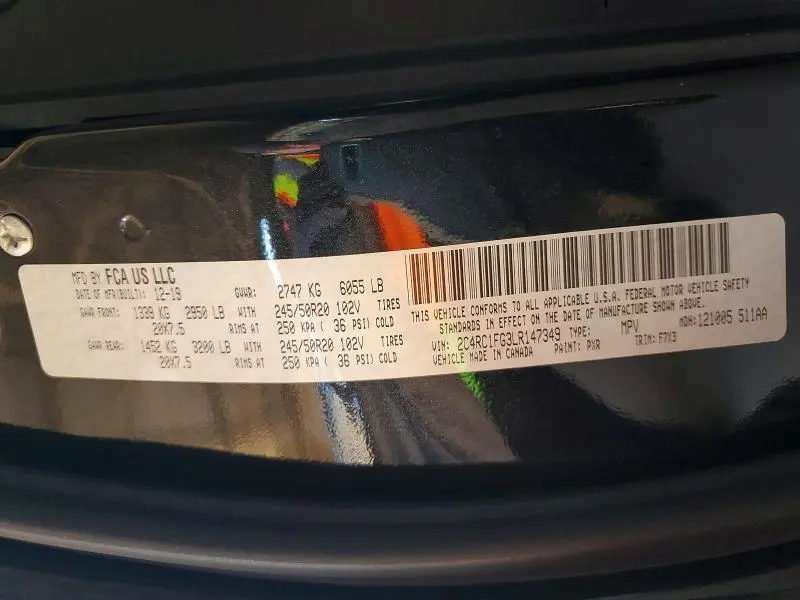 MFD BY FCA US LLC
DATE OF MFR(BUILT): 12-19 GVWR: 2747 KG 6055 LB
GAWR FRONT: 1339 KG 2950 LB WITH 245/50R20 102V TIRES
20X7.5 RIMS AT 250 KPA ( 36 PSI) COLD
GAWR REAR: 1452 KG 3200 LB WITH 245/50R20 102V TIRES
20X7.5 RIMS AT 250 KPA ( 36 PSI) COLD
THIS VEHICLE CONFORMS TO ALL APPLICABLE U.S.A. FEDERAL MOTOR VEHICLE SAFETY
STANDARDS IN EFFECT ON THE DATE OF MANUFACTURE SHOWN ABOVE.
VIN: 2C4RC1FG3LR147349 TYPE: MPV MDH:121005 511AA
VEHICLE MADE IN CANADA PAINT: PXR TRIM: F7X3